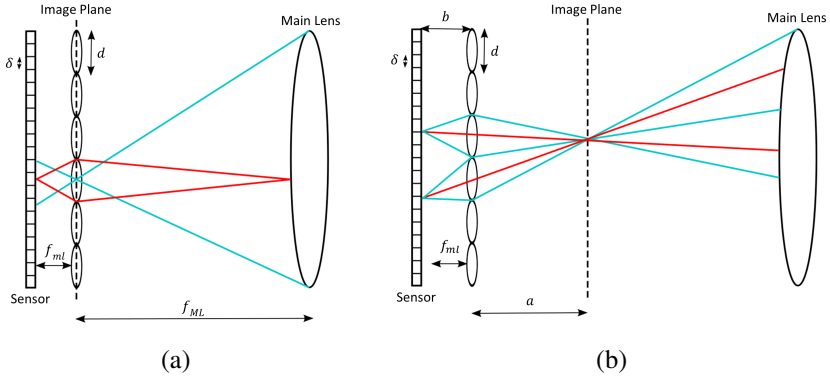 Image Plane
Main Lens
d
δ
f_ml
Sensor
f_ML
(a)
Image Plane
Main Lens
b
d
δ
f_ml
Sensor
a
(b)